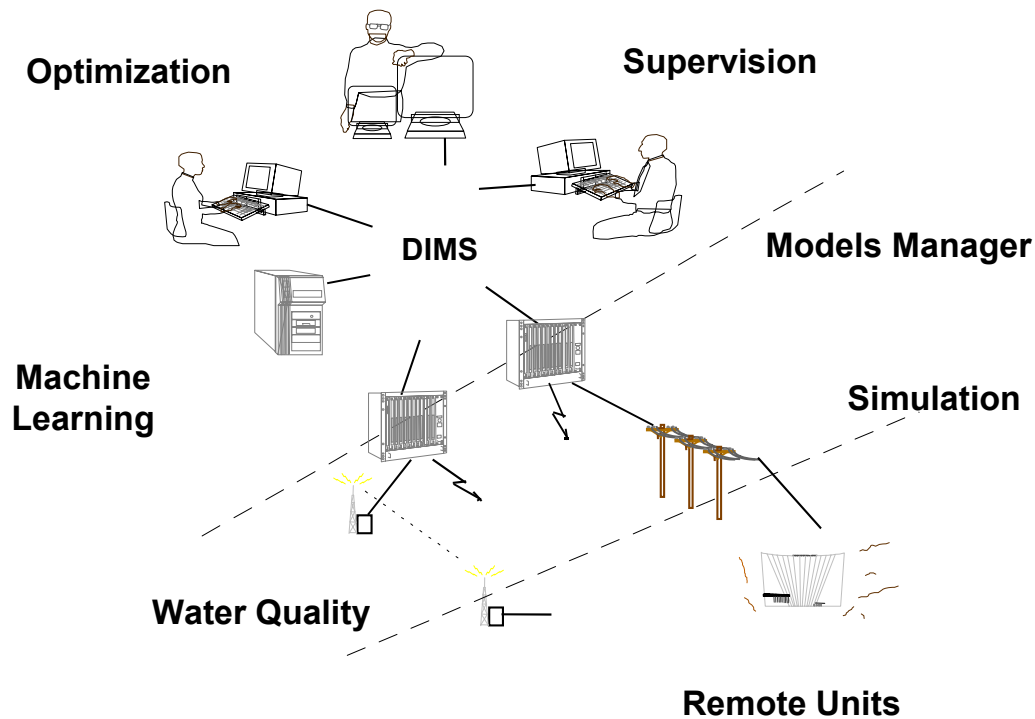 Optimization
Supervision
DIMS
Models Manager
Machine
Learning
Simulation
Water Quality
Remote Units